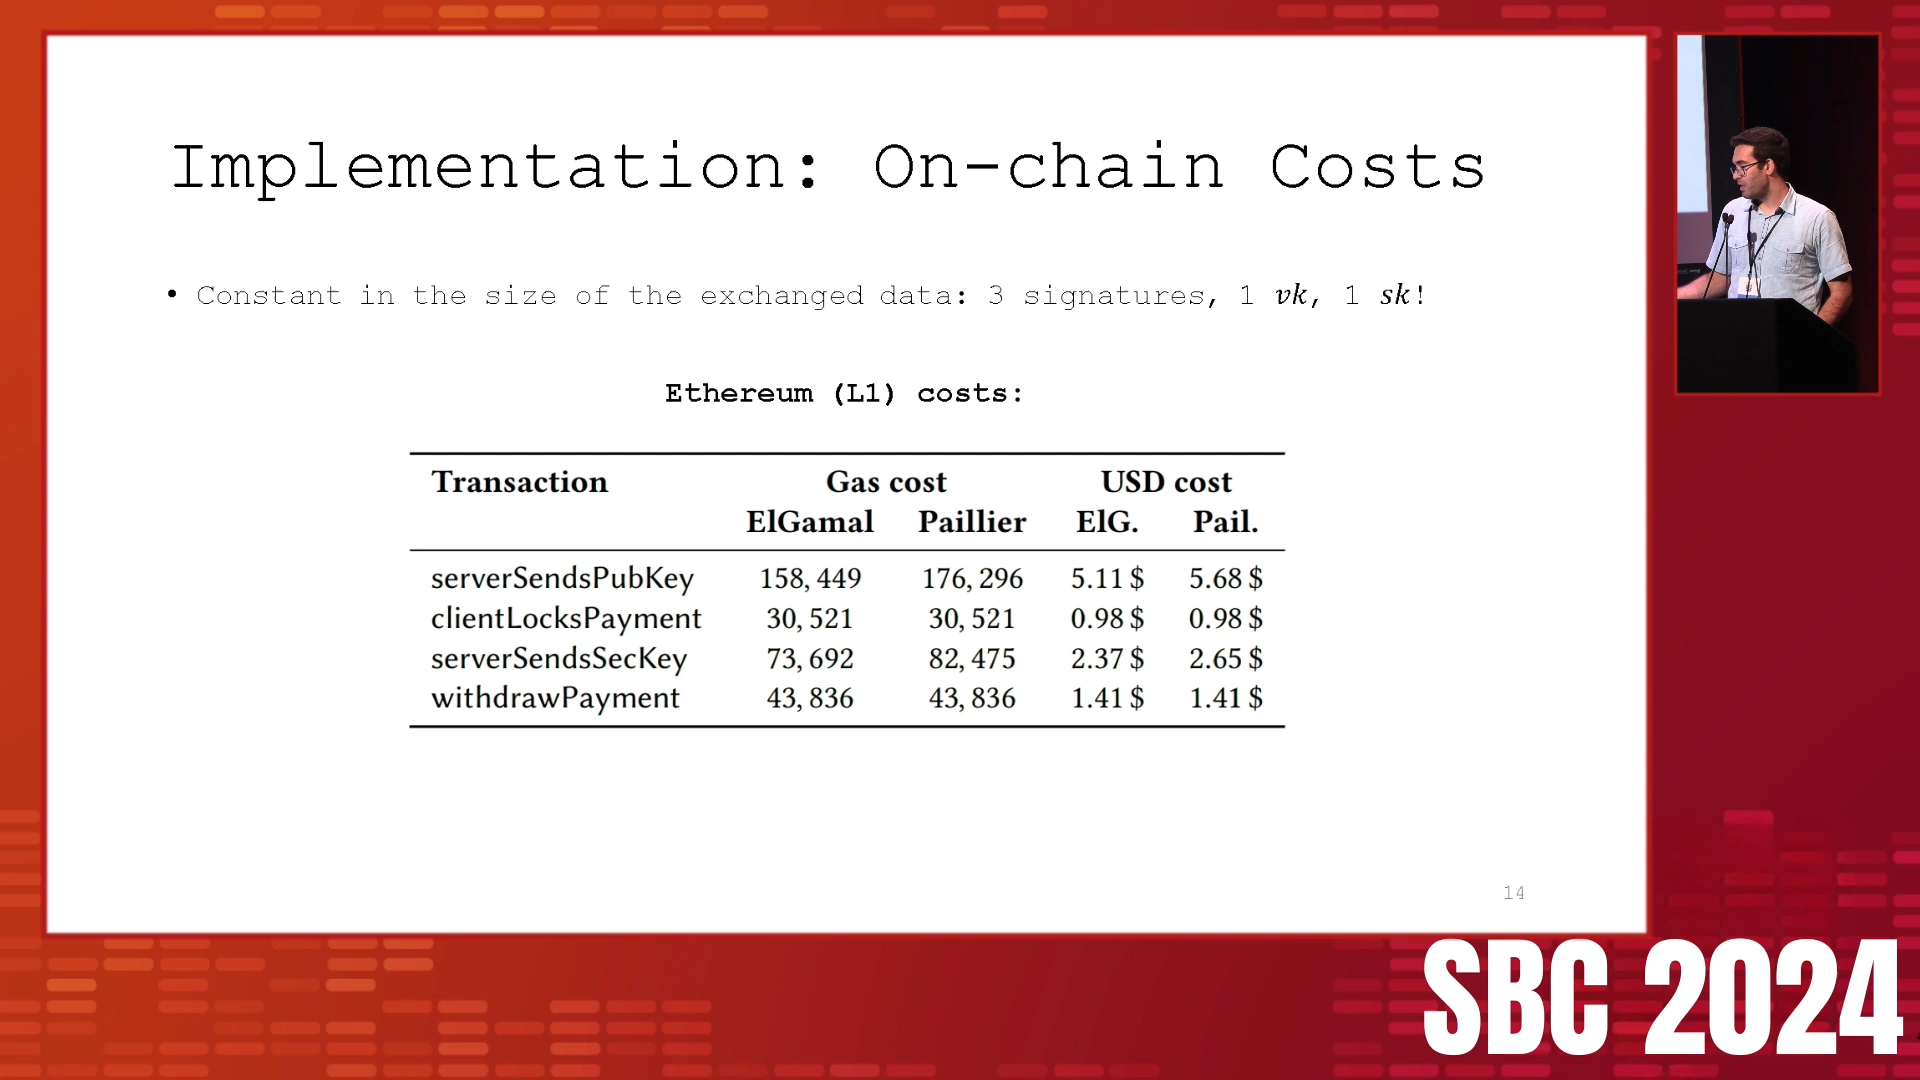 Implementation: On-chain Costs
• Constant in the size of the exchanged data: 3 signatures, 1 vk, 1 sk!
Ethereum (L1) costs:
Transaction Gas cost USD cost
ElGamal Paillier ElG. Pail.
serverSendsPubKey 158,449 176,296 5.11 $ 5.68 $
clientLocksPayment 30,521 30,521 0.98 $ 0.98 $
serverSendsSecKey 73,692 82,475 2.37 $ 2.65 $
withdrawPayment 43,836 43,836 1.41 $ 1.41 $
14
SBC 2024